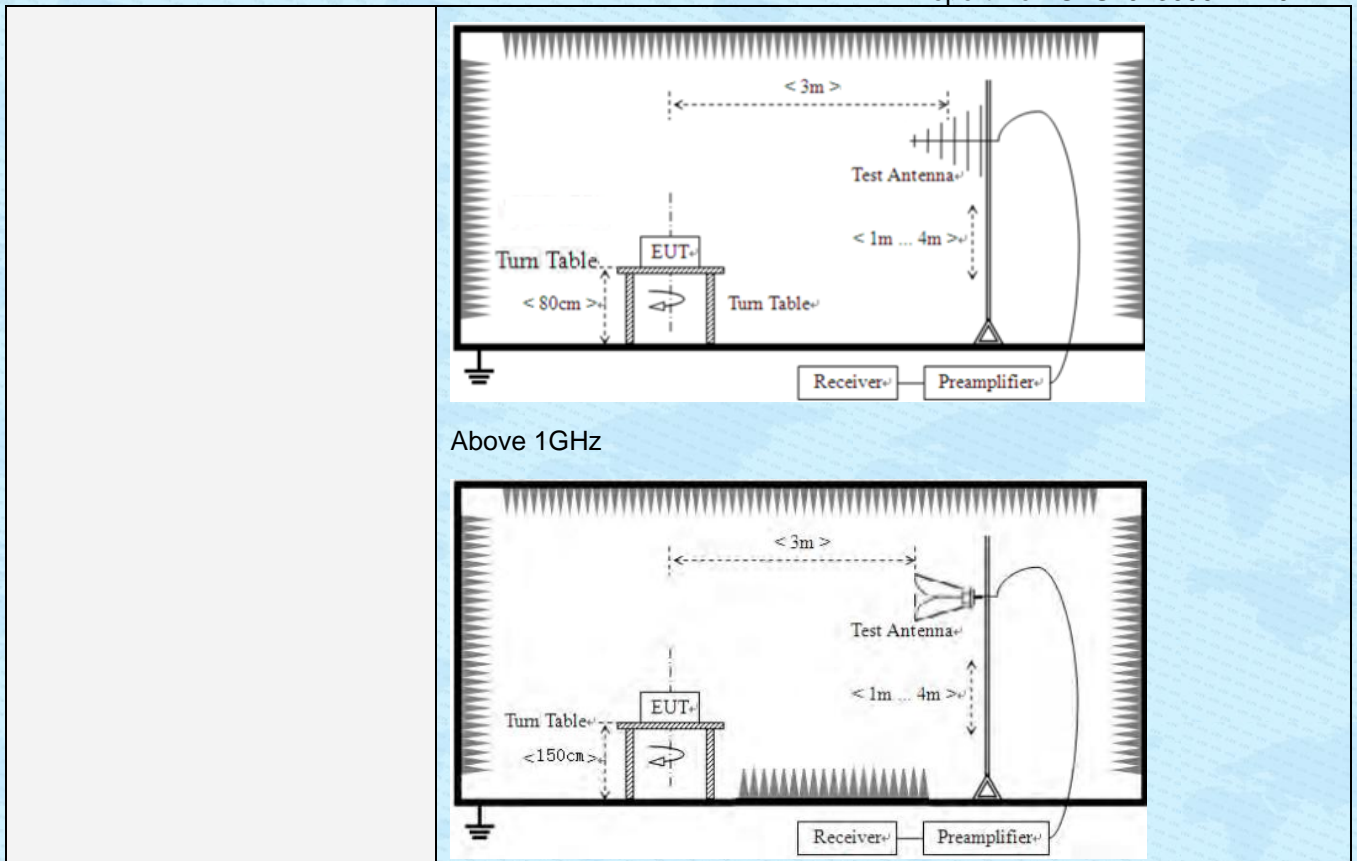 < 3m >
Test Antenna
< 1m ... 4m >
EUT
Turn Table
< 80cm >
Turn Table
Receiver
Preamplifier
Above 1GHz
< 3m >
Test Antenna
< 1m ... 4m >
EUT
Turn Table
<150cm>
Receiver
Preamplifier